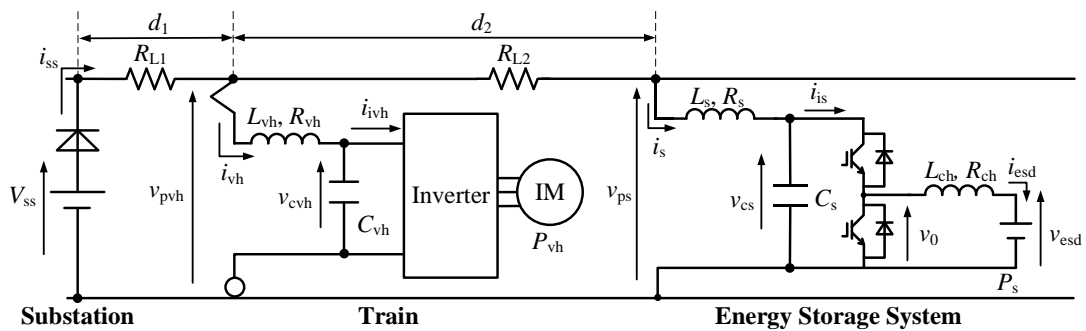 d1 d2
iss RL1 RL2
Lvh, Rvh iivh Ls, Rs iis
ivh is
Lch, Rch iesd
Vss vpvh vcvh Inverter IM vps vcs Cs
Cvh Pvh v0 vesd
Ps
Substation Train Energy Storage System